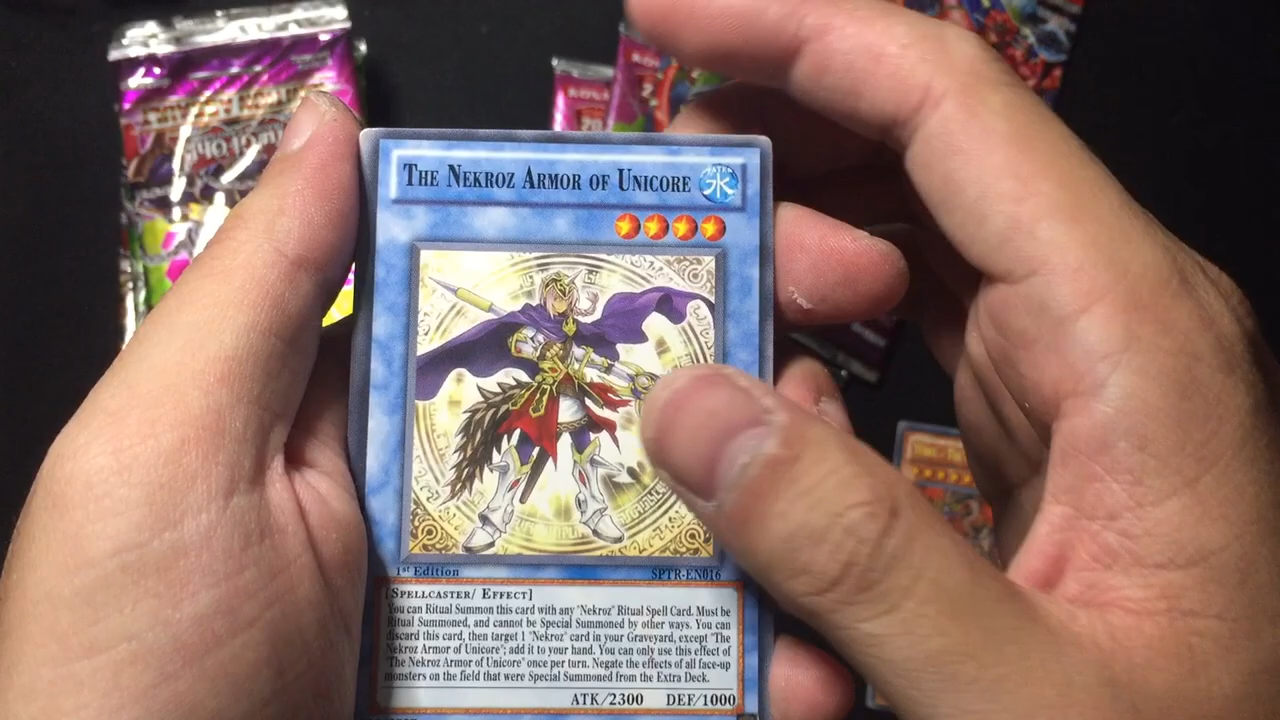 THE NEKROZ ARMOR OF UNICORE
WATER
水
1st Edition
SPTR-EN016
[SPELLCASTER/ EFFECT]
You can Ritual Summon this card with any "Nekroz" Ritual Spell Card. Must be
Ritual Summoned, and cannot be Special Summoned by other ways. You can
discard this card, then target 1 "Nekroz" card in your Graveyard, except "The
Nekroz Armor of Unicore"; add it to your hand. You can only use this effect of
"The Nekroz Armor of Unicore" once per turn. Negate the effects of all face-up
monsters on the field that were Special Summoned from the Extra Deck.
ATK/2300 DEF/1000